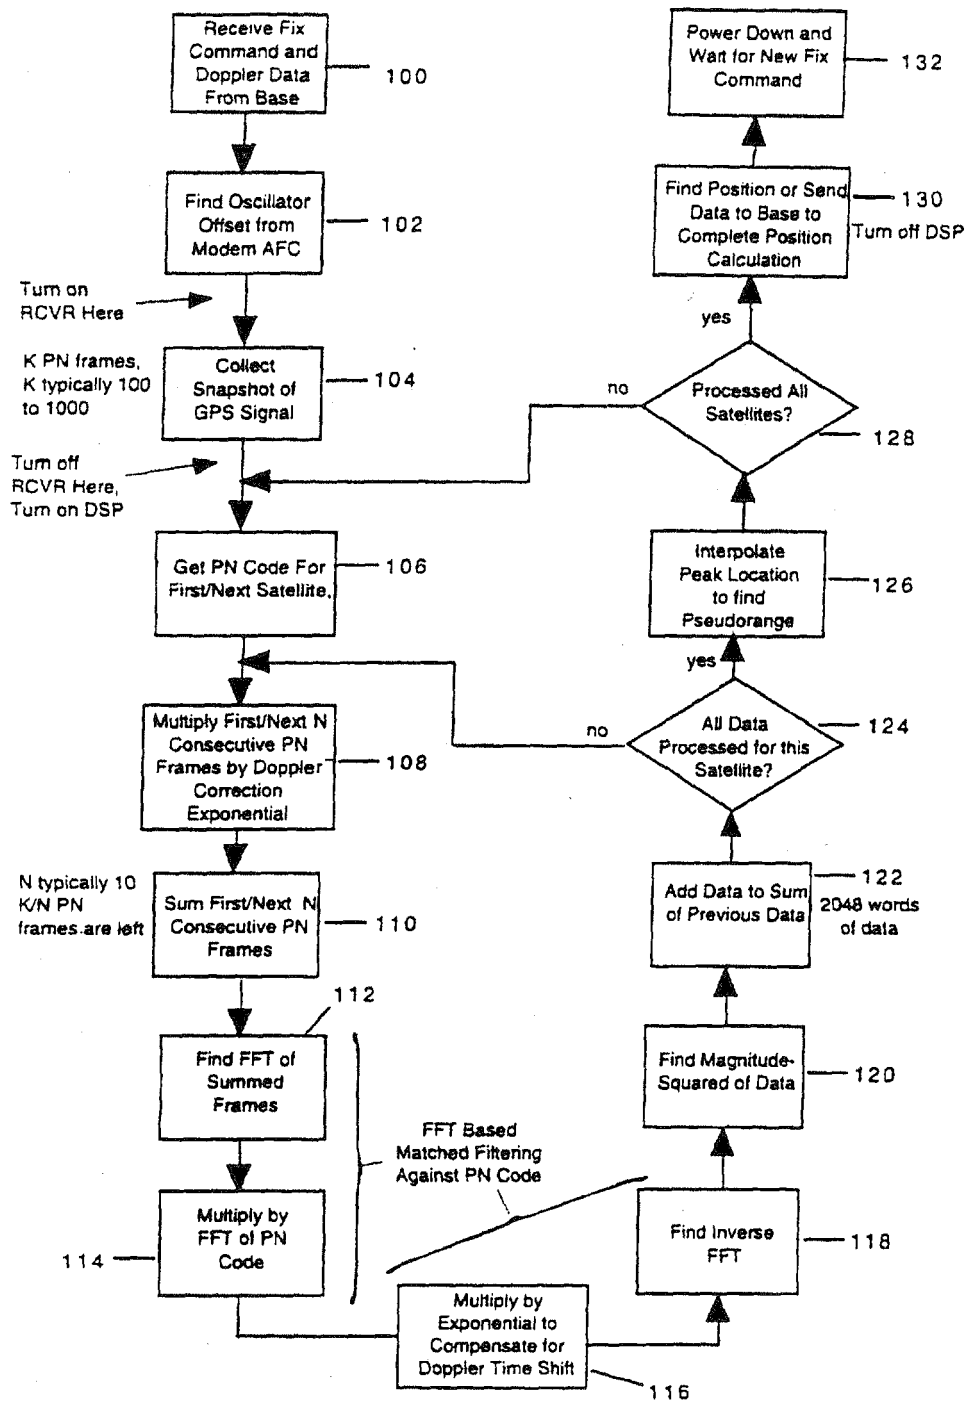 Receive Fix
Command and
Doppler Data
From Base
100
Find Oscillator
Offset from
Modem AFC
102
Turn on
RCVR Here
K PN frames,
K typically 100
to 1000
Collect
Snapshot of
GPS Signal
104
Turn off
RCVR Here,
Turn on DSP
Get PN Code For
First/Next Satellite,
106
Multiply First/Next N
Consecutive PN
Frames by Doppler
Correction
Exponential
108
N typically 10
K/N PN
frames are left
Sum First/Next N
Consecutive PN
Frames
110
112
Find FFT of
Summed
Frames
FFT Based
Matched Filtering
Against PN Code
Multiply by
FFT of PN
Code
114
Multiply by
Exponential to
Compensate for
Doppler Time Shift
116
Find Inverse
FFT
118
Find Magnitude-
Squared of Data
120
Add Data to Sum
of Previous Data
122
2048 words
of data
All Data
Processed for this
Satellite?
124
no
yes
Interpolate
Peak Location
to find
Pseudorange
126
Processed All
Satellites?
128
no
yes
Find Position or Send
Data to Base to
Complete Position
Calculation
130
Turn off DSP
Power Down and
Wait for New Fix
Command
132